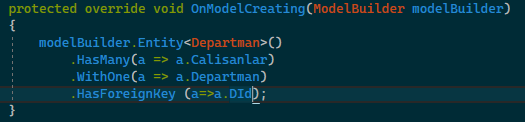 protected override void OnModelCreating(ModelBuilder modelBuilder)
{
modelBuilder.Entity<Departman>()
.HasMany(a => a.Calisanlar)
.WithOne(a => a.Departman)
.HasForeignKey (a=>a.DId);
}